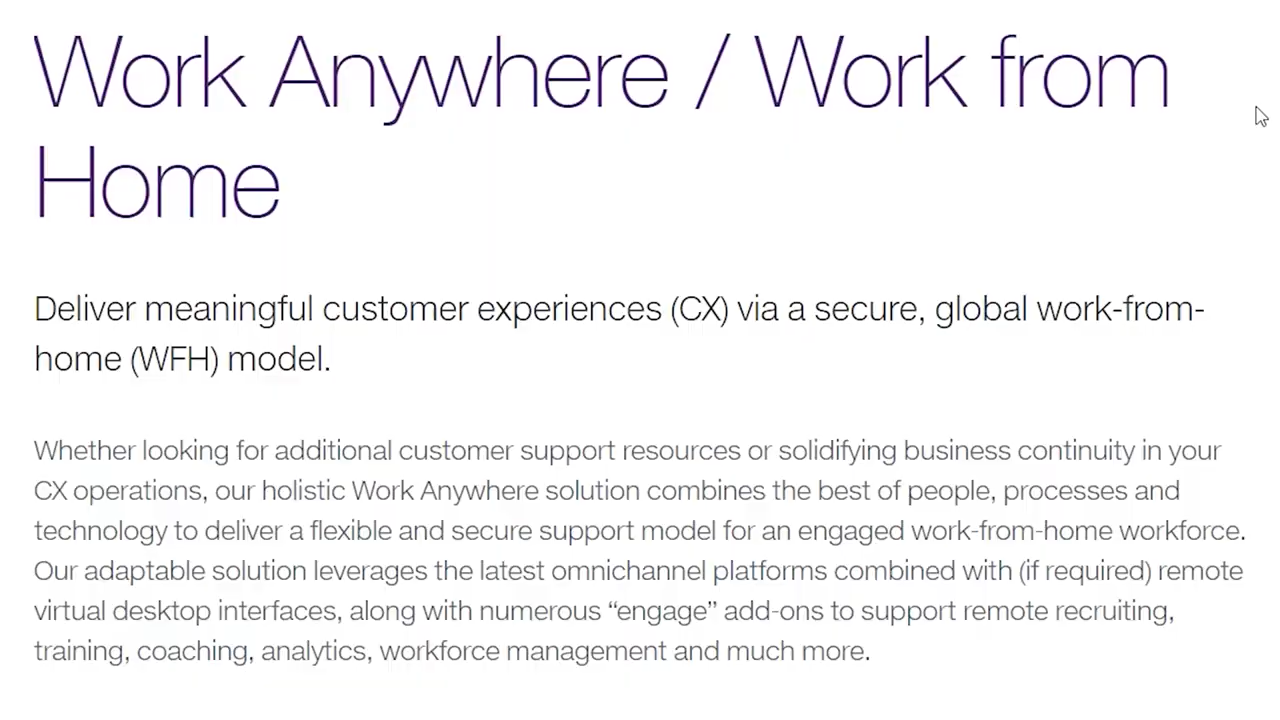 Work Anywhere / Work from
Home
Deliver meaningful customer experiences (CX) via a secure, global work-from-
home (WFH) model.
Whether looking for additional customer support resources or solidifying business continuity in your
CX operations, our holistic Work Anywhere solution combines the best of people, processes and
technology to deliver a flexible and secure support model for an engaged work-from-home workforce.
Our adaptable solution leverages the latest omnichannel platforms combined with (if required) remote
virtual desktop interfaces, along with numerous “engage” add-ons to support remote recruiting,
training, coaching, analytics, workforce management and much more.